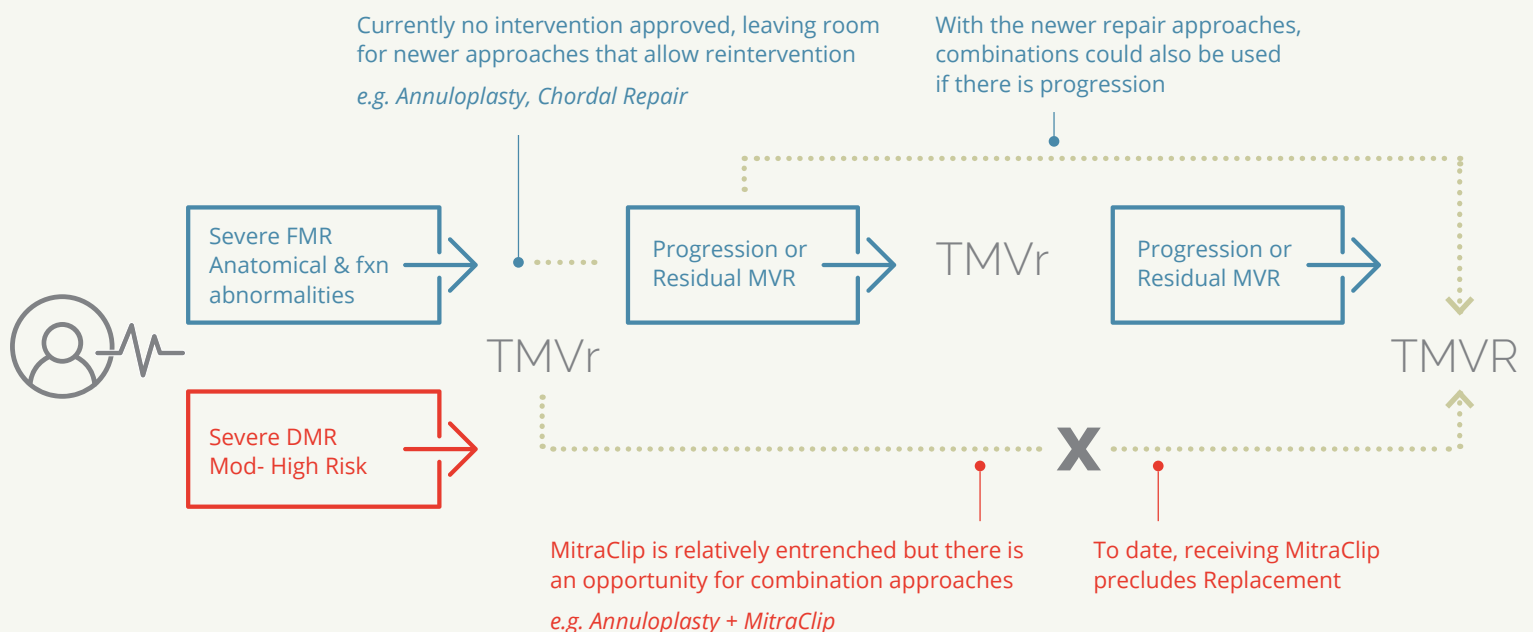 Currently no intervention approved, leaving room
for newer approaches that allow reintervention
e.g. Annuloplasty, Chordal Repair
With the newer repair approaches,
combinations could also be used
if there is progression
Severe FMR
Anatomical & fxn
abnormalities
Progression or
Residual MVR
TMVr
Progression or
Residual MVR
TMVr
TMVR
Severe DMR
Mod- High Risk
X
MitraClip is relatively entrenched but there is
an opportunity for combination approaches
e.g. Annuloplasty + MitraClip
To date, receiving MitraClip
precludes Replacement